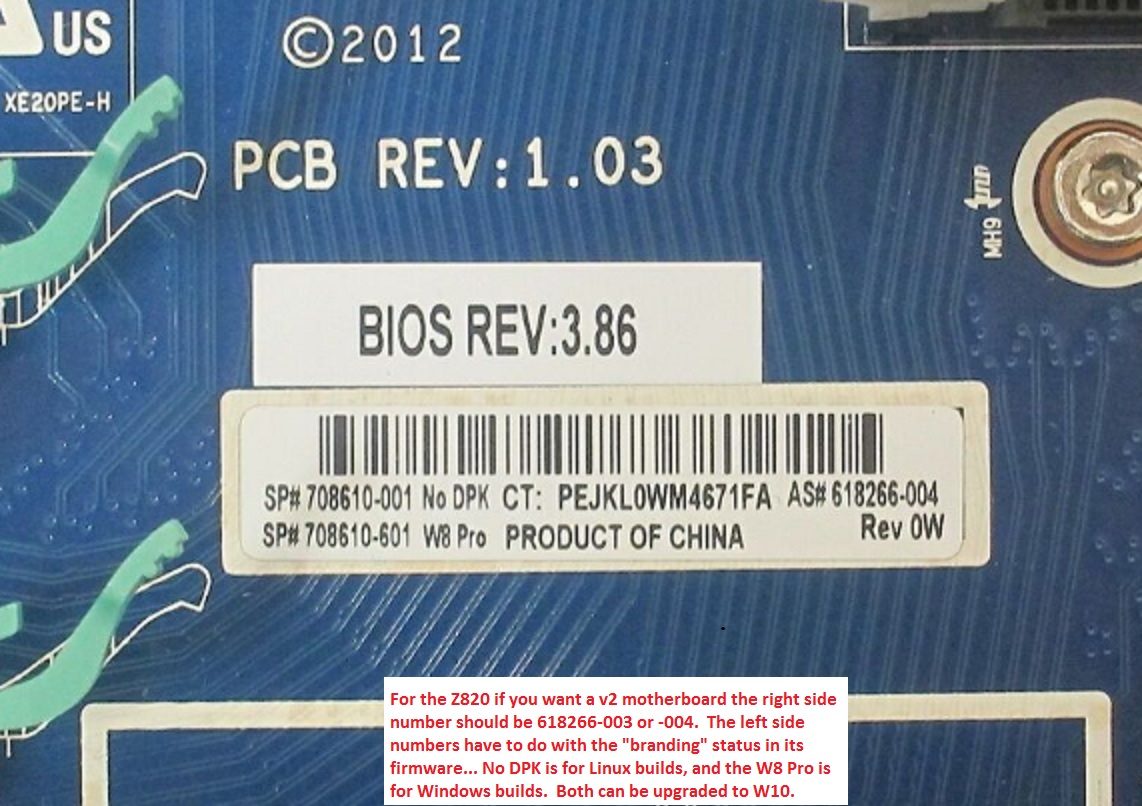 US
©2012
XE20PE-H
PCB REV:1.03
MH9
BIOS REV:3.86
SP# 708610-001 No DPK CT: PEJKL0WM4671FA AS# 618266-004
SP# 708610-601 W8 Pro PRODUCT OF CHINA Rev 0W
For the Z820 if you want a v2 motherboard the right side
number should be 618266-003 or -004. The left side
numbers have to do with the "branding" status in its
firmware... No DPK is for Linux builds, and the W8 Pro is
for Windows builds. Both can be upgraded to W10.